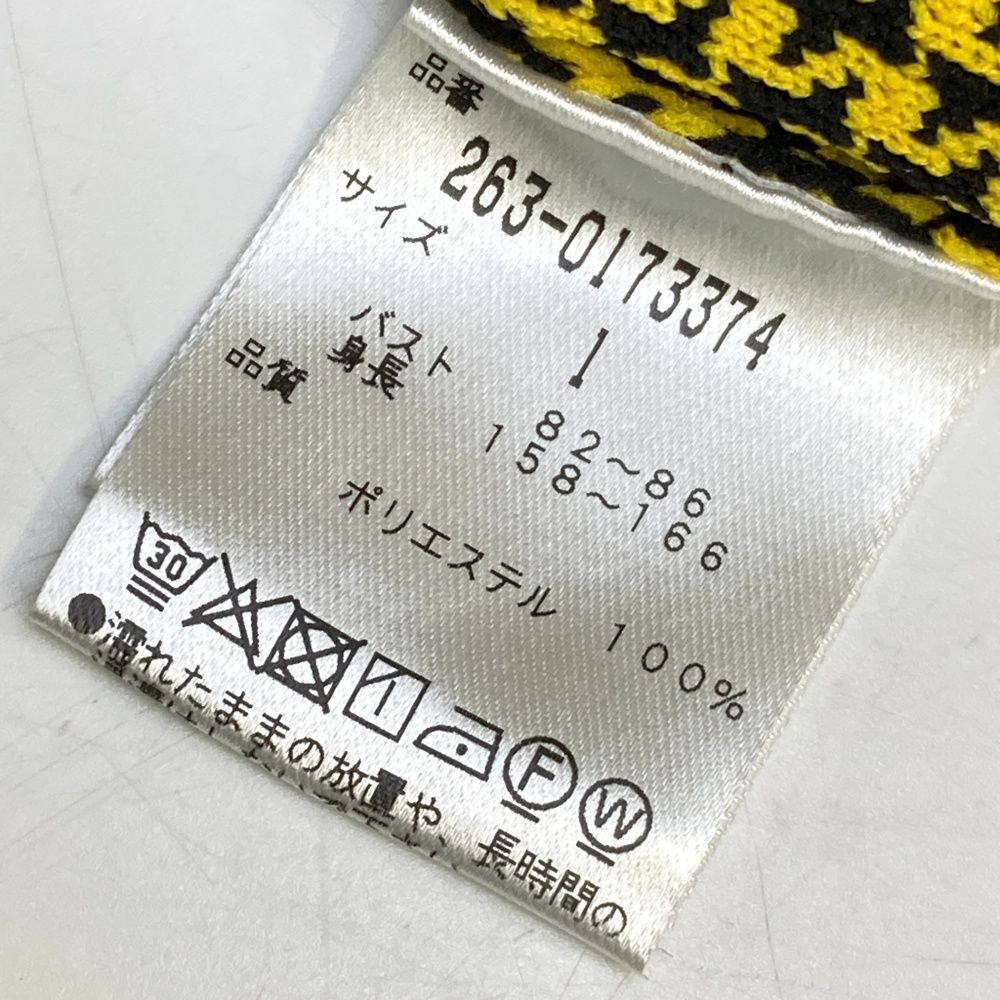 品番
263-0173374
サイズ 1
バスト 82～86
身長 158～166
品質
ポリエステル 100%
30
F W
●濡れたままの放置や、長時間の